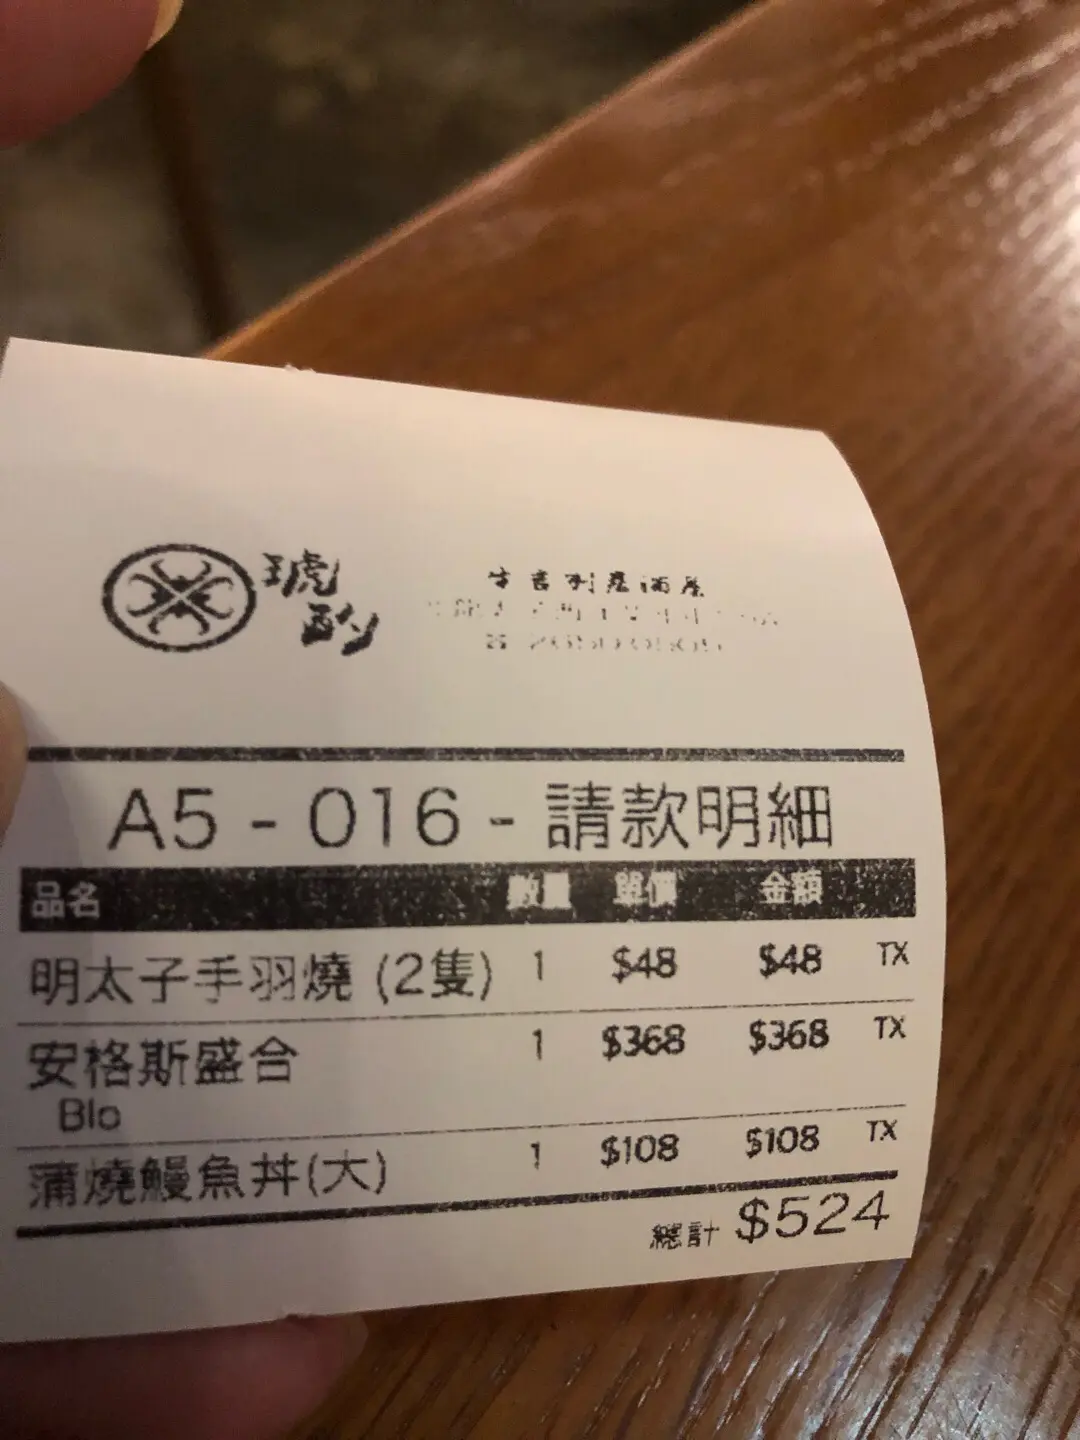 琥
酌
A5 - 016 - 請款明細
品名 數量 單價 金額
明太子手羽燒 (2隻) 1 $48 $48 TX
安格斯盛合 1 $368 $368 TX
Blo
蒲燒鰻魚丼(大) 1 $108 $108 TX
總計 $524